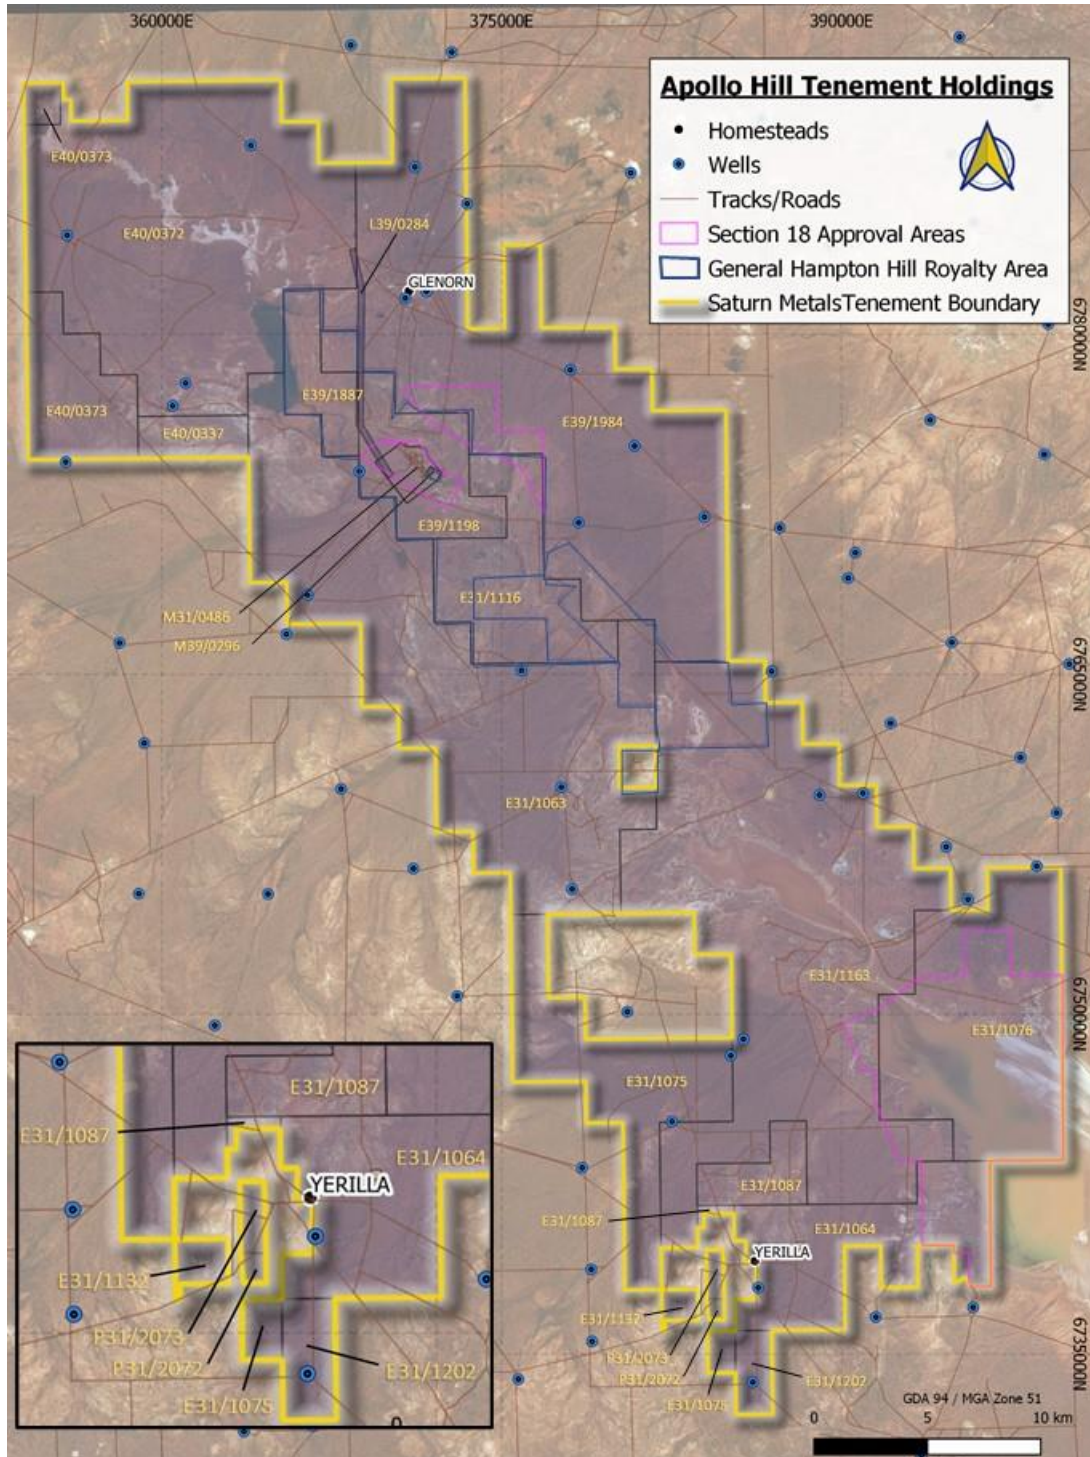 360000E
375000E
390000E
Apollo Hill Tenement Holdings
Homesteads
Wells
Tracks/Roads
Section 18 Approval Areas
General Hampton Hill Royalty Area
Saturn MetalsTenement Boundary
E40/0373
E40/0372
L39/0284
GLENORN
6780000N
E40/0373
E40/0337
E39/1887
E39/1984
E39/1198
E31/1116
M31/0486
M39/0296
6765000N
E31/1063
E31/1163
6750000N
E31/1076
E31/1075
E31/1087
E31/1087
E31/1064
YERILLA
E31/1132
P31/2073
P31/2072
E31/1075
E31/1202
6735000N
GDA 94 / MGA Zone 51
0 5 10 km
E31/1087
E31/1087
E31/1064
YERILLA
E31/1132
P31/2073
P31/2072
E31/1202
E31/1075
0